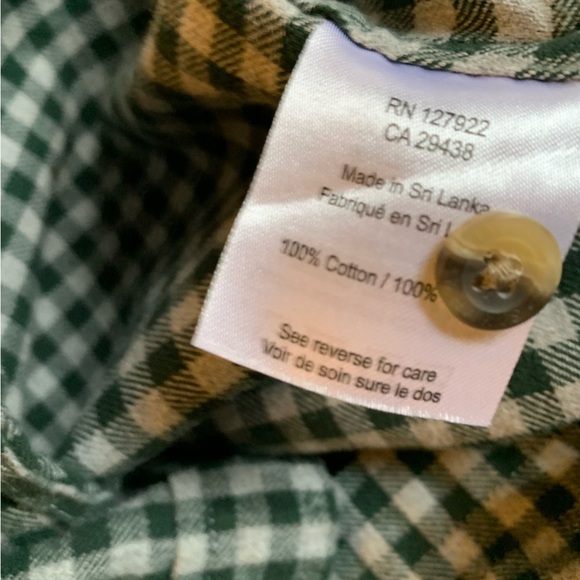 RN 127922
CA 29438
Made in Sri Lanka
Fabriqué en Sri
100% Cotton / 100%
See reverse for care
Voir de soin sure le dos